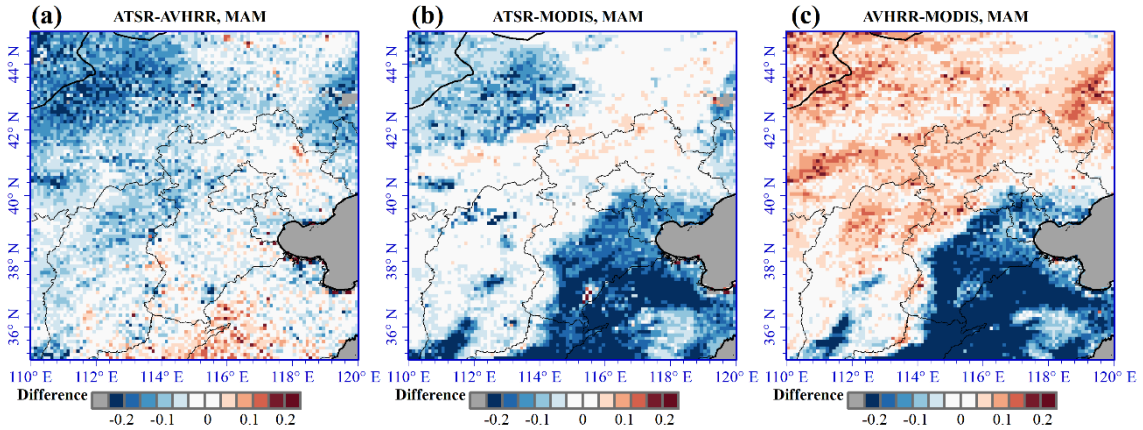 (a) ATSR-AVHRR, MAM
(b) ATSR-MODIS, MAM
(c) AVHRR-MODIS, MAM
44° N
42° N
40° N
38° N
36° N
44° N
42° N
40° N
38° N
36° N
44° N
42° N
40° N
38° N
36° N
110° E 112° E 114° E 116° E 118° E 120° E
110° E 112° E 114° E 116° E 118° E 120° E
110° E 112° E 114° E 116° E 118° E 120° E
Difference -0.2 -0.1 0 0.1 0.2
Difference -0.2 -0.1 0 0.1 0.2
Difference -0.2 -0.1 0 0.1 0.2